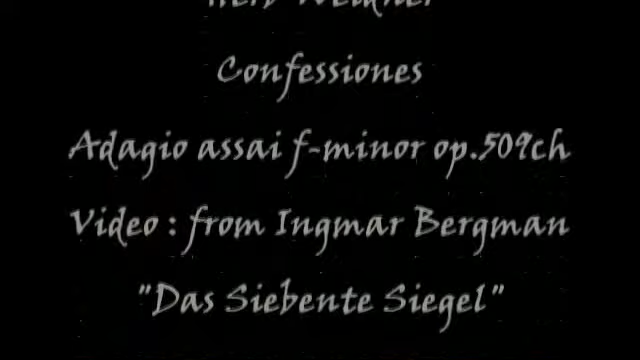 Confessiones
Adagio assai f-minor op.509ch
Video : from Ingmar Bergman
"Das Siebente Siegel"